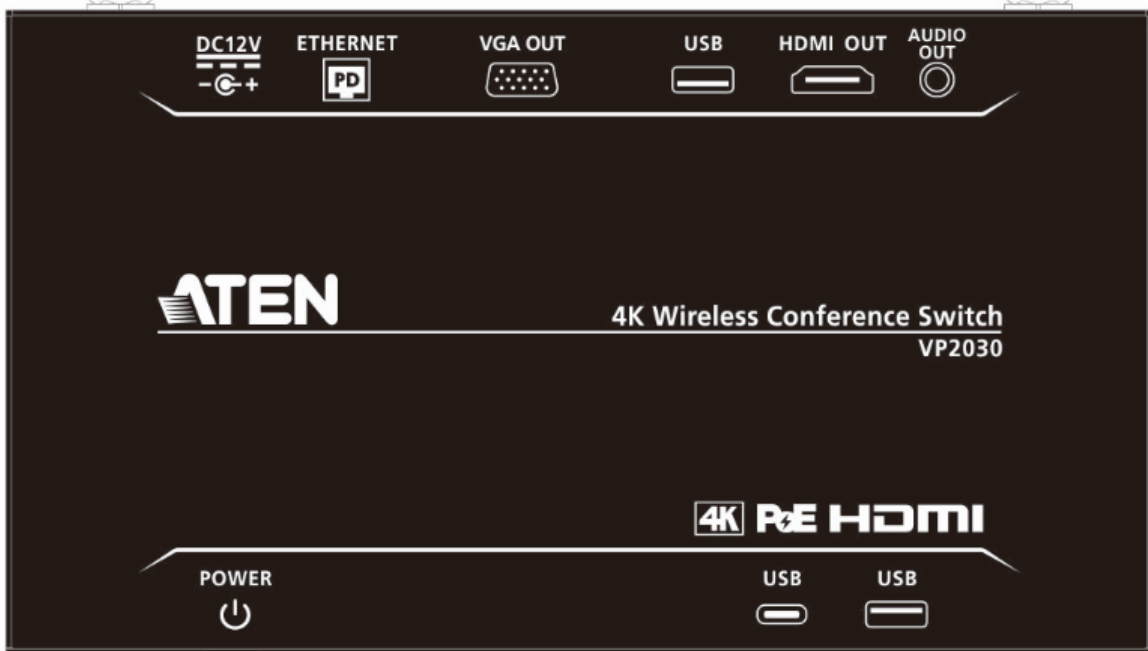 DC12V
ETHERNET
VGA OUT
USB
HDMI OUT
AUDIO
OUT
PD
ATEN
4K Wireless Conference Switch
VP2030
4K PoE HDMI
POWER
USB
USB